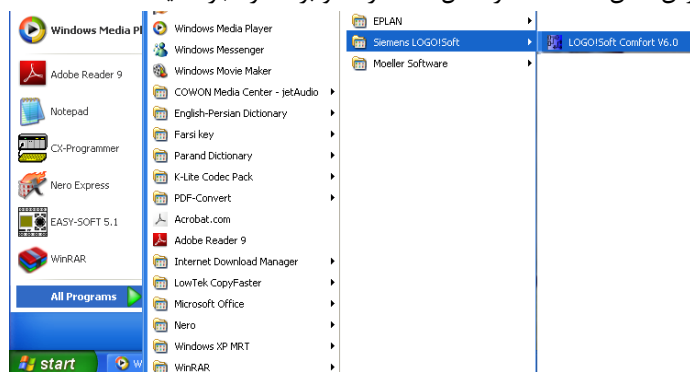 Windows Media Pl
Adobe Reader 9
Notepad
CX-Programmer
Nero Express
EASY-SOFT 5.1
WinRAR
All Programs
start
W
Windows Media Player
Windows Messenger
Windows Movie Maker
COWON Media Center - jetAudio
English-Persian Dictionary
Farsi key
Parand Dictionary
K-Lite Codec Pack
PDF-Convert
Acrobat.com
Adobe Reader 9
Internet Download Manager
LowTek CopyFaster
Microsoft Office
Nero
Windows XP MRT
WinRAR
EPLAN
Siemens LOGO!Soft
Moeller Software
LOGO!Soft Comfort V6.0